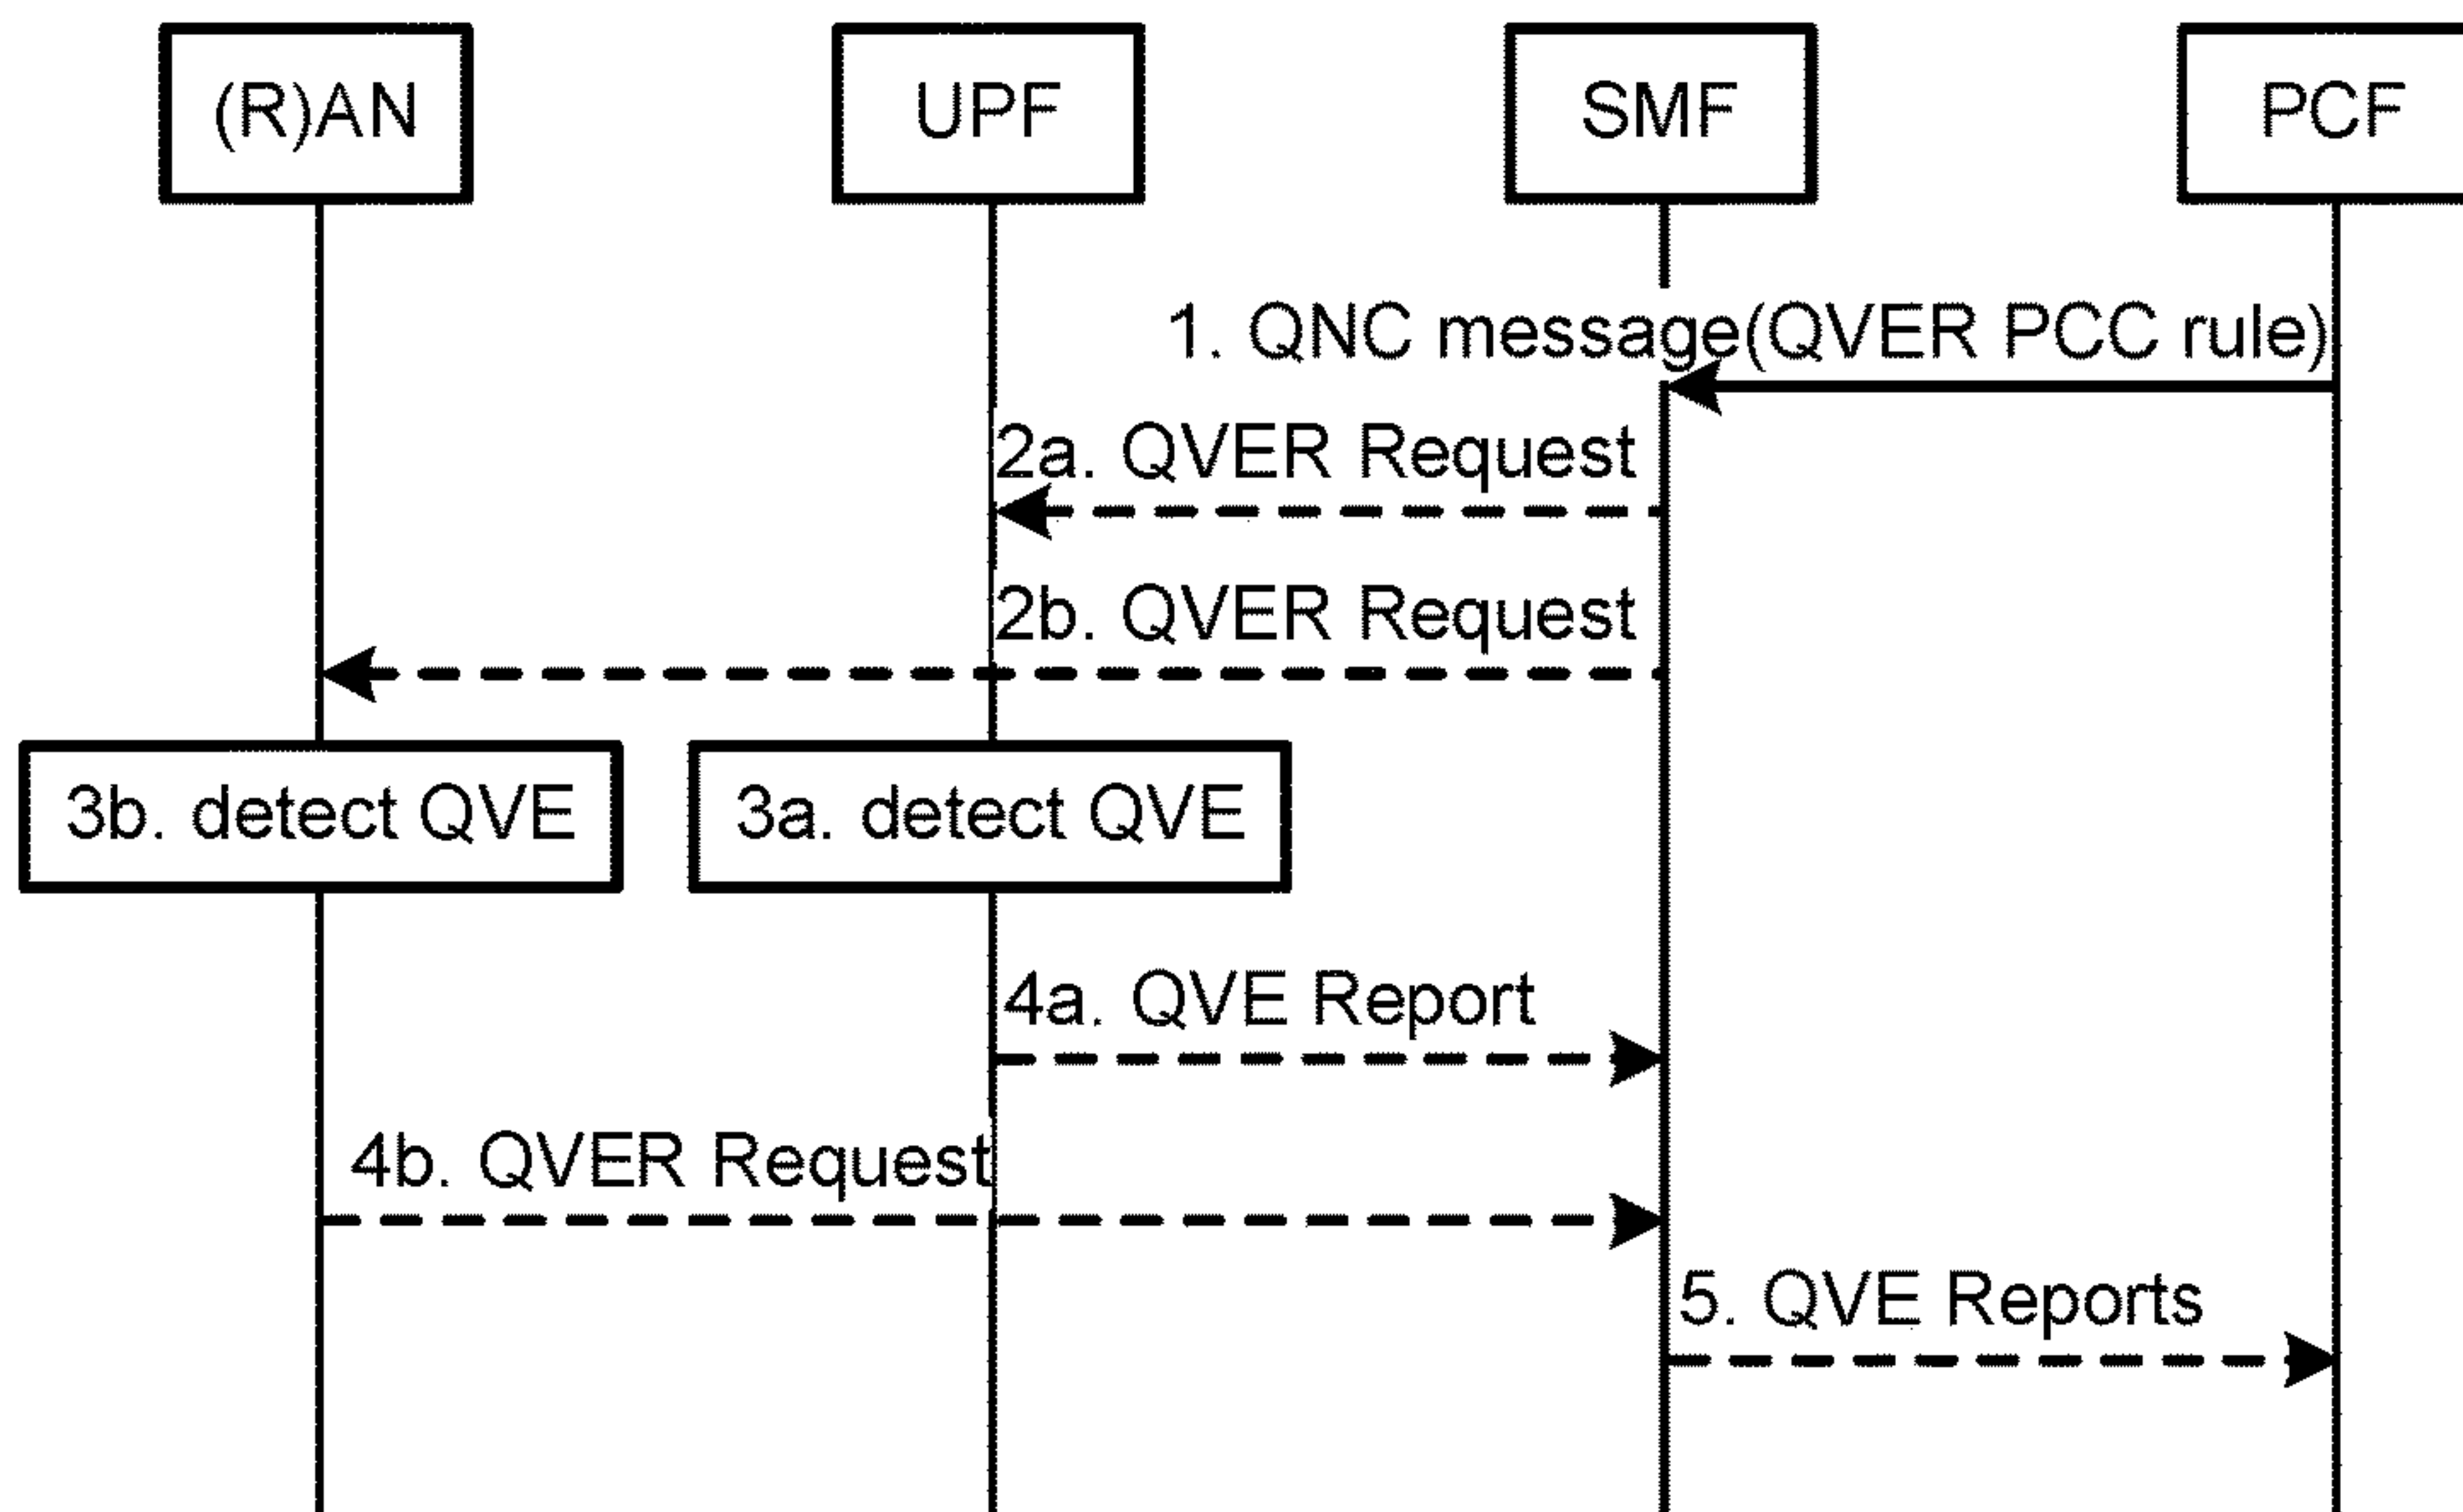 (R)AN
UPF
SMF
PCF
1. QNC message(QVER PCC rule)
2a. QVER Request
2b. QVER Request
3b. detect QVE
3a. detect QVE
4a. QVE Report
4b. QVER Request
5. QVE Reports